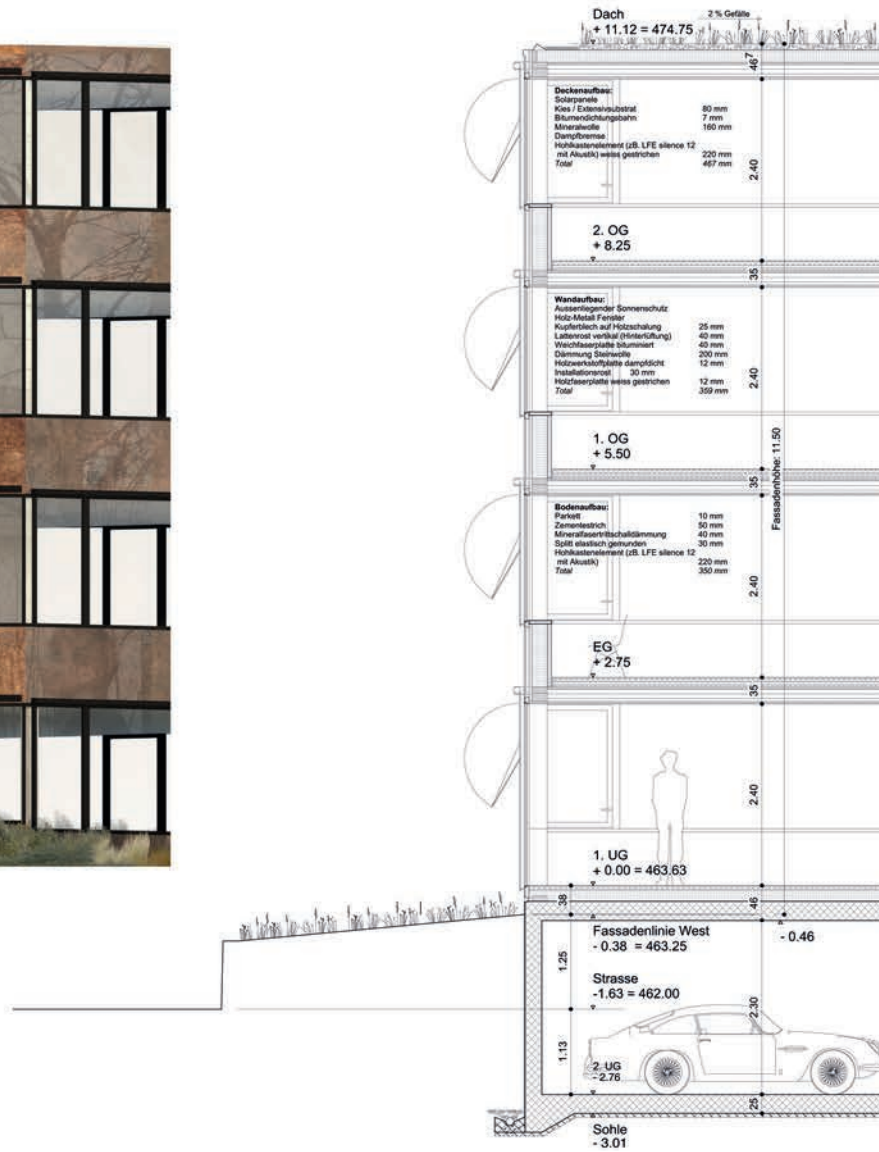 Dach
+ 11.12 = 474.75
2 % Gefälle
46⁷
Deckenaufbau:
Solarpanele
Kies / Extensivsubstrat 80 mm
Bitumendichtungsbahn 7 mm
Mineralwolle 160 mm
Dampfbremse
Hohlkastenelement (zB. LFE silence 12
mit Akustik) weiss gestrichen 220 mm
Total 467 mm
2.40
2. OG
+ 8.25
35
Wandaufbau:
Aussenliegender Sonnenschutz
Holz-Metall Fenster
Kupferblech auf Holzschalung 25 mm
Lattenrost vertikal (Hinterlüftung) 40 mm
Weichfaserplatte bituminiert 40 mm
Dämmung Steinwolle 200 mm
Holzwerkstoffplatte dampfdicht 12 mm
Installationsrost 30 mm
Holzfaserplatte weiss gestrichen 12 mm
Total 359 mm
2.40
1. OG
+ 5.50
Fassadenhöhe: 11.50
35
Bodenaufbau:
Parkett 10 mm
Zementestrich 50 mm
Mineralfasertrittschalldämmung 40 mm
Splitt elastisch gemunden 30 mm
Hohlkastenelement (zB. LFE silence 12
mit Akustik) 220 mm
Total 350 mm
2.40
EG
+ 2.75
35
2.40
1. UG
+ 0.00 = 463.63
38
46
Fassadenlinie West
- 0.38 = 463.25
- 0.46
1.25
Strasse
-1.63 = 462.00
2.30
1.13
2. UG
- 2.76
25
Sohle
- 3.01